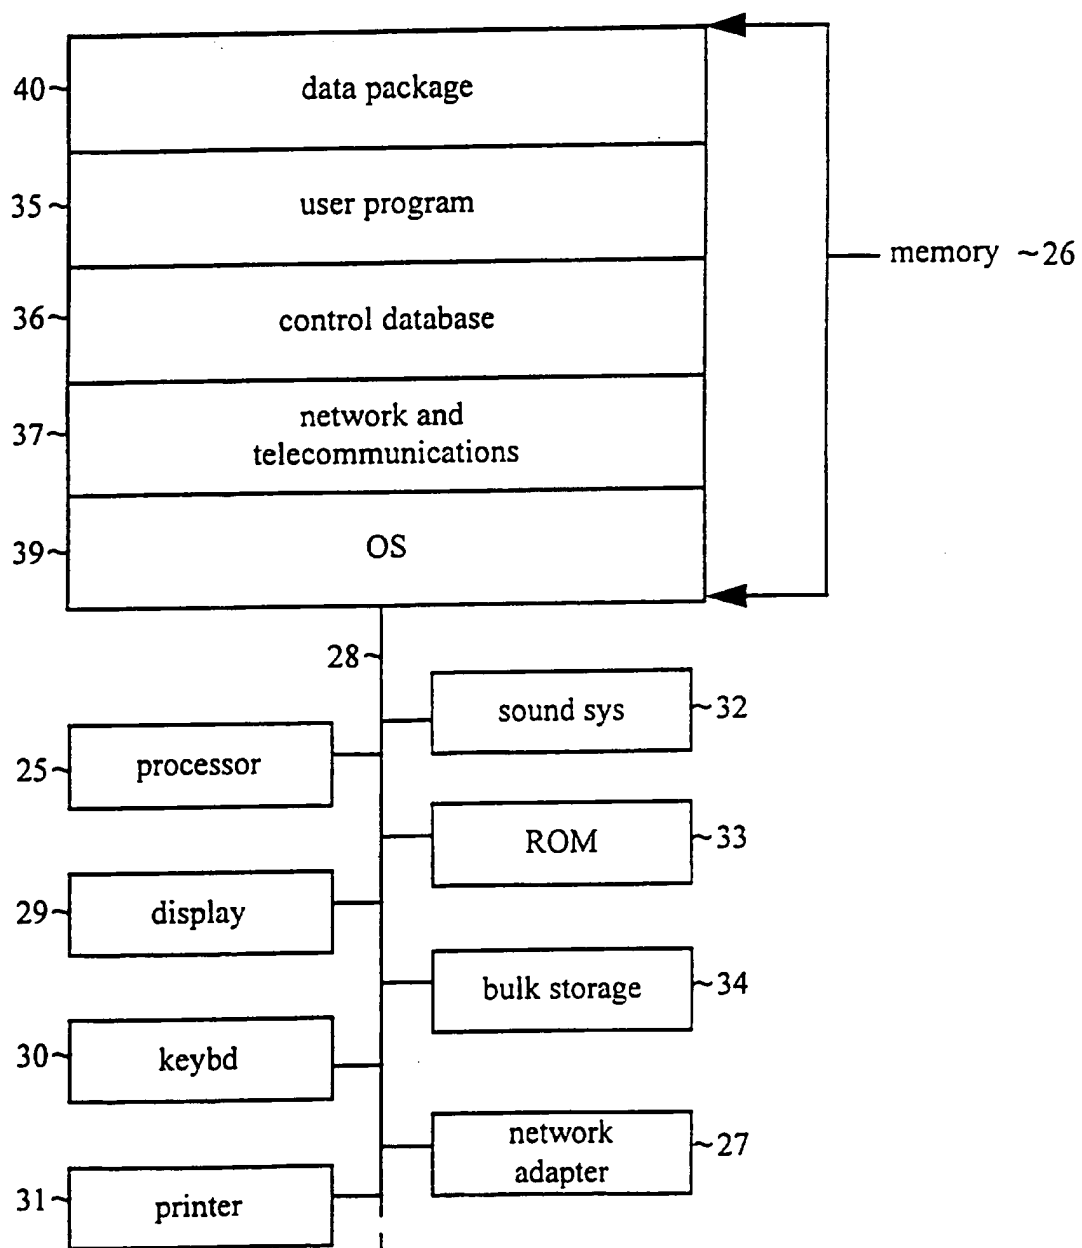 40~ data package
35~ user program
memory ~26
36~ control database
37~ network and
telecommunications
39~ OS
28~
sound sys ~32
25~ processor
ROM ~33
29~ display
bulk storage ~34
30~ keybd
network
adapter ~27
31~ printer